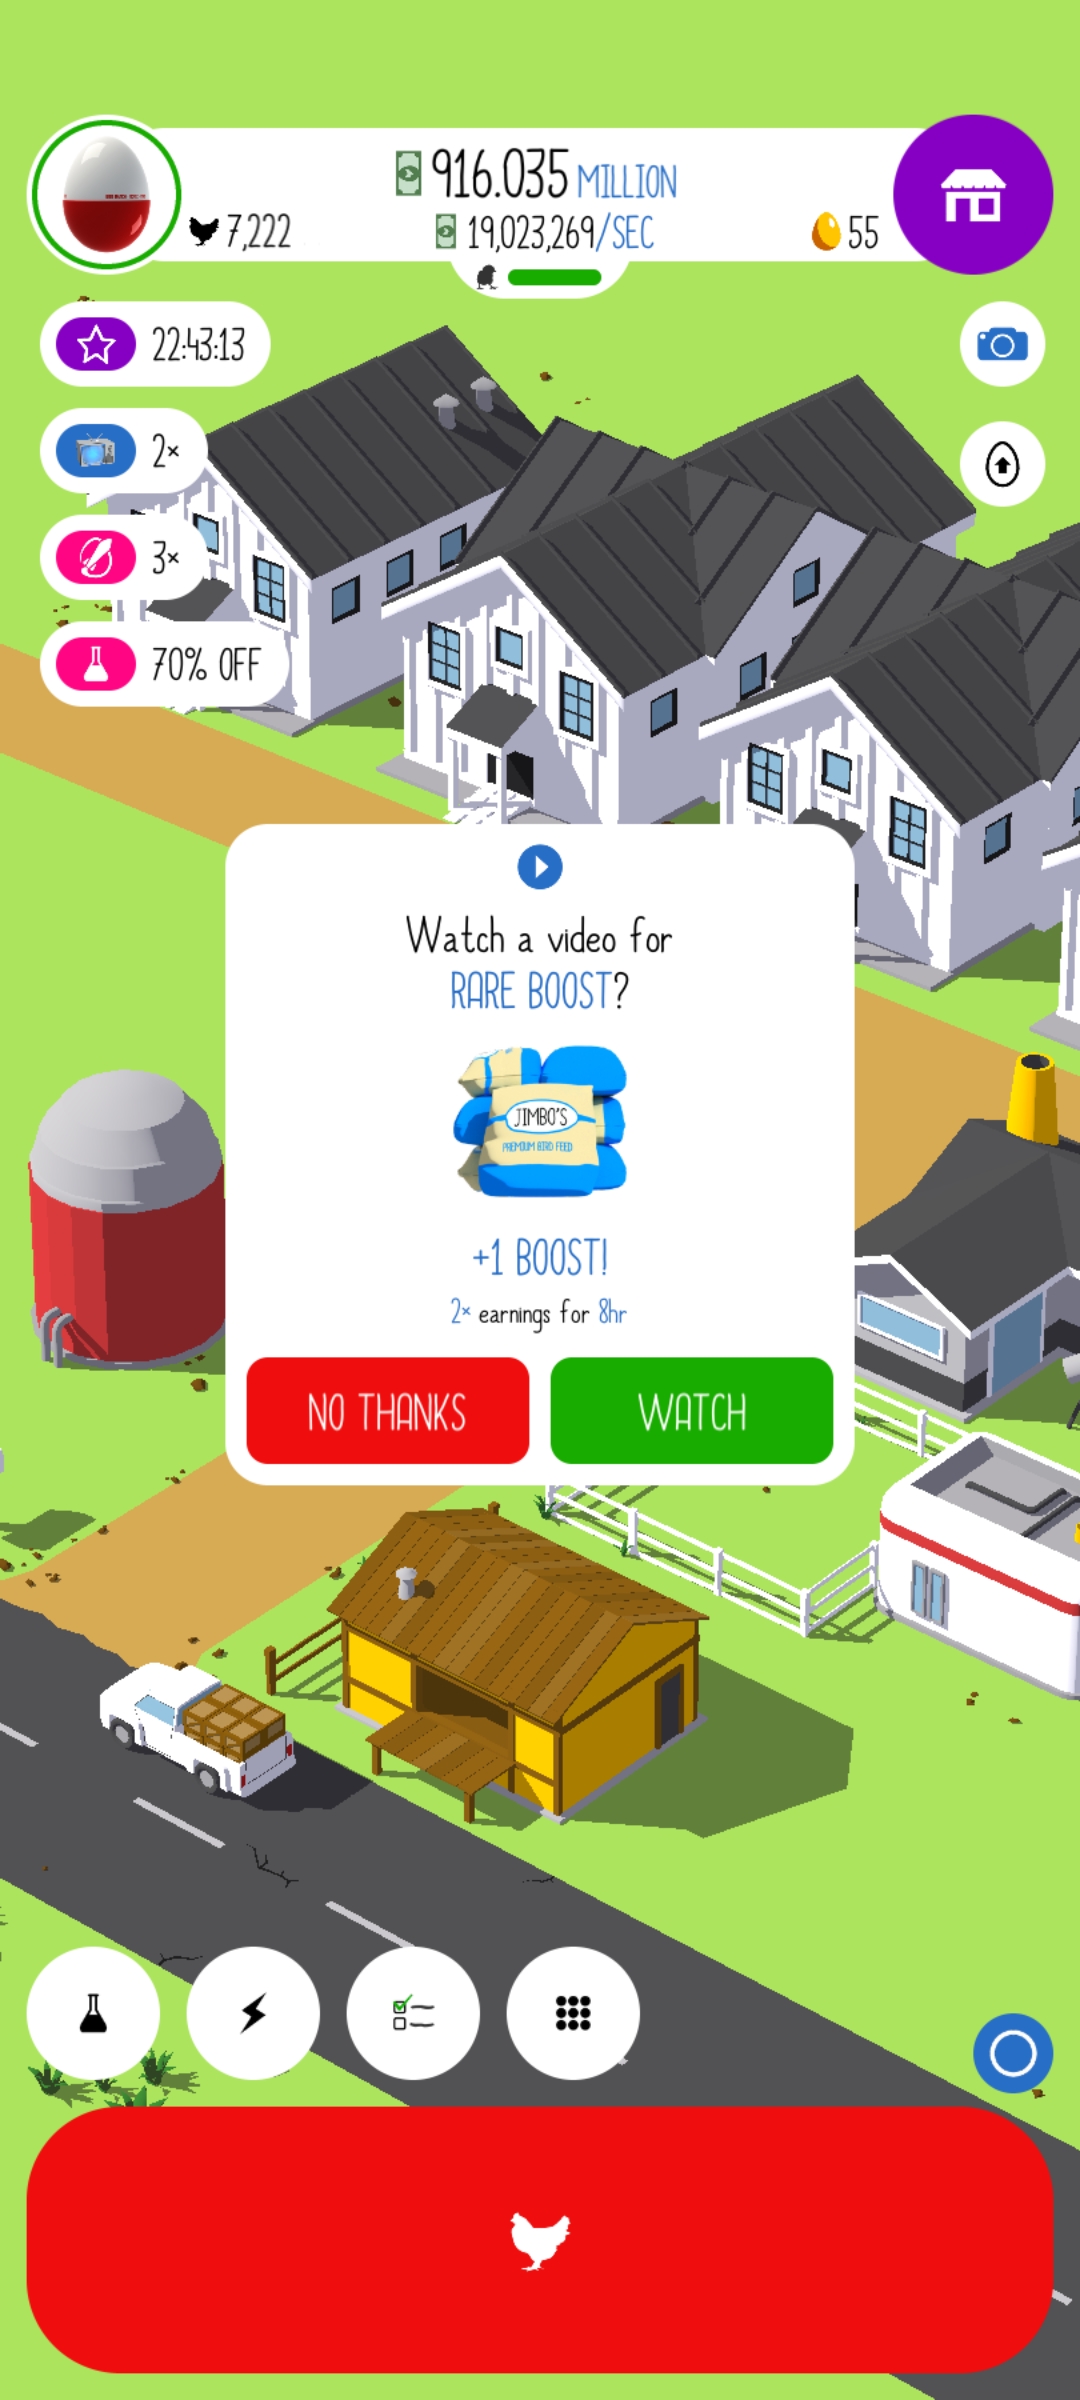 916.035 MILLION
7,222
19,023,269/SEC
55
22:43:13
2×
3×
70% OFF
Watch a video for
RARE BOOST?
JIMBO'S
PREMIUM BIRD FEED
+1 BOOST!
2× earnings for 8hr
NO THANKS
WATCH